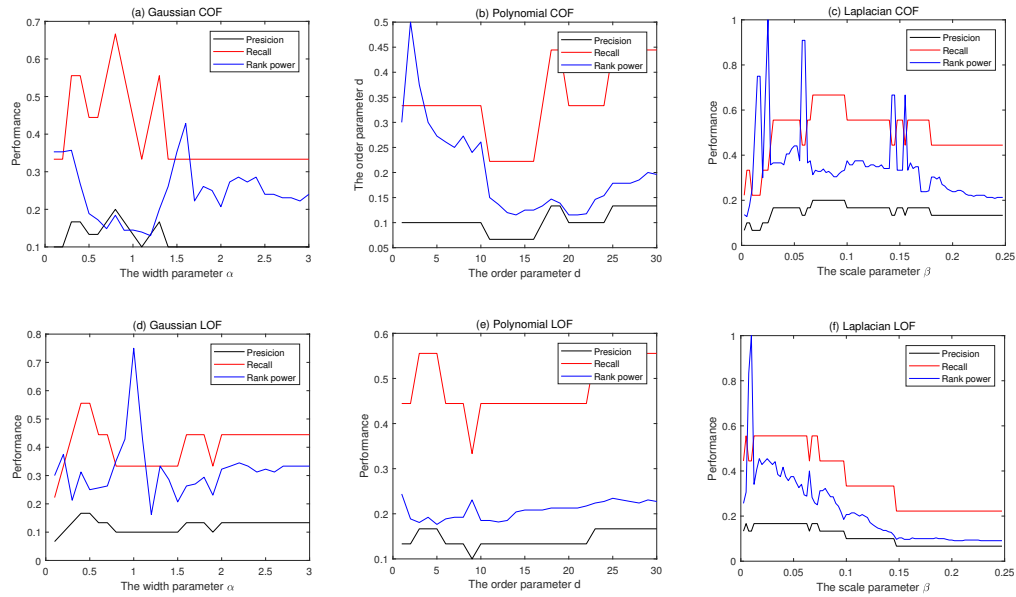 (a) Gaussian COF
0.7
0.6
0.5
0.4
0.3
0.2
0.1
Performance
Presicion
Recall
Rank power
0 0.5 1 1.5 2 2.5 3
The width parameter α
(b) Polynomial COF
0.5
0.45
0.4
0.35
0.3
0.25
0.2
0.15
0.1
0.05
The order parameter d
Precision
Recall
Rank power
0 5 10 15 20 25 30
The order parameter d
(c) Laplacian COF
1
0.8
0.6
0.4
0.2
0
Performance
Precision
Recall
Rank power
0 0.05 0.1 0.15 0.2 0.25
The scale parameter β
(d) Gaussian LOF
0.8
0.7
0.6
0.5
0.4
0.3
0.2
0.1
0
Performance
Presicion
Recall
Rank power
0 0.5 1 1.5 2 2.5 3
The width parameter α
(e) Polynomial LOF
0.6
0.5
0.4
0.3
0.2
0.1
Performance
Presicion
Recall
Rank power
0 5 10 15 20 25 30
The order parameter d
(f) Laplacian LOF
1
0.8
0.6
0.4
0.2
0
Performance
Precision
Recall
Rank power
0 0.05 0.1 0.15 0.2 0.25
The scale parameter β